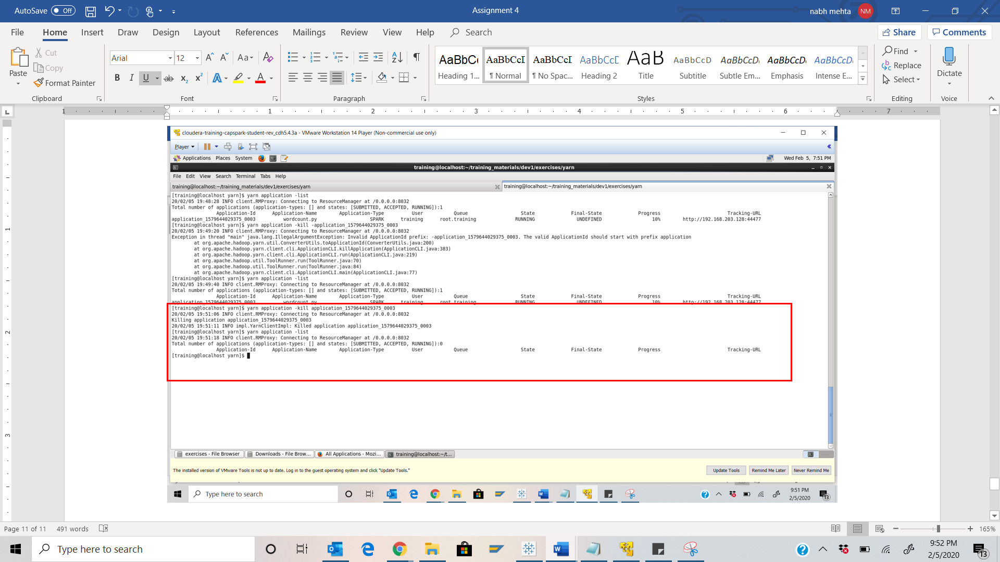 AutoSave Off Assignment 4 nabh mehta NM
File Home Insert Draw Design Layout References Mailings Review View Help Search Share Comments
Paste Cut Copy Format Painter
Arial 12
AaBbC( AaBbCcI AaBbCcI AaBbCcD AaB AaBbCcD AaBbCcD AaBbCcD AaBbCcD
Heading 1... ¶ Normal ¶ No Spac... Heading 2 Title Subtitle Subtle Em... Emphasis Intense E...
Find
Replace
Select
Dictate
Clipboard Font Paragraph Styles Editing Voice
1 1 2 3 4 5 6 7
cloudera-training-capspark-student-rev_cdh5.4.3a - VMware Workstation 14 Player (Non-commercial use only)
Player
Applications Places System Wed Feb 5, 7:51 PM
training@localhost:~/training_materials/dev1/exercises/yarn
File Edit View Search Terminal Tabs Help
training@localhost:~/training_materials/dev1/exercises/yarn training@localhost:~/training_materials/dev1/exercises/yarn
[training@localhost yarn]$ yarn application -list
20/02/05 19:48:28 INFO client.RMProxy: Connecting to ResourceManager at /0.0.0.0:8032
Total number of applications (application-types: [] and states: [SUBMITTED, ACCEPTED, RUNNING]):1
Application-Id Application-Name Application-Type User Queue State Final-State Progress Tracking-URL
application_1579644029375_0003 wordcount.py SPARK training root.training RUNNING UNDEFINED 10% http://192.168.203.128:44477
[training@localhost yarn]$ yarn application -kill -application_1579644029375_0003
20/02/05 19:49:20 INFO client.RMProxy: Connecting to ResourceManager at /0.0.0.0:8032
Exception in thread "main" java.lang.IllegalArgumentException: Invalid ApplicationId prefix: -application_1579644029375_0003. The valid ApplicationId should start with prefix application
at org.apache.hadoop.yarn.util.ConverterUtils.toApplicationId(ConverterUtils.java:200)
at org.apache.hadoop.yarn.client.cli.ApplicationCLI.killApplication(ApplicationCLI.java:383)
at org.apache.hadoop.yarn.client.cli.ApplicationCLI.run(ApplicationCLI.java:219)
at org.apache.hadoop.util.ToolRunner.run(ToolRunner.java:70)
at org.apache.hadoop.util.ToolRunner.run(ToolRunner.java:84)
at org.apache.hadoop.yarn.client.cli.ApplicationCLI.main(ApplicationCLI.java:77)
[training@localhost yarn]$ yarn application -list
20/02/05 19:49:40 INFO client.RMProxy: Connecting to ResourceManager at /0.0.0.0:8032
Total number of applications (application-types: [] and states: [SUBMITTED, ACCEPTED, RUNNING]):1
Application-Id Application-Name Application-Type User Queue State Final-State Progress Tracking-URL
application_1579644029375_0003 wordcount.py SPARK training root.training RUNNING UNDEFINED 10% http://192.168.203.128:44477
[training@localhost yarn]$ yarn application -kill application_1579644029375_0003
20/02/05 19:51:06 INFO client.RMProxy: Connecting to ResourceManager at /0.0.0.0:8032
Killing application application_1579644029375_0003
20/02/05 19:51:11 INFO impl.YarnClientImpl: Killed application application_1579644029375_0003
[training@localhost yarn]$ yarn application -list
20/02/05 19:51:18 INFO client.RMProxy: Connecting to ResourceManager at /0.0.0.0:8032
Total number of applications (application-types: [] and states: [SUBMITTED, ACCEPTED, RUNNING]):0
Application-Id Application-Name Application-Type User Queue State Final-State Progress Tracking-URL
[training@localhost yarn]$
exercises - File Browser Downloads - File Brow... All Applications - Mozi... training@localhost:~/t...
The installed version of VMware Tools is not up to date. Log in to the guest operating system and click "Update Tools." Update Tools Remind Me Later Never Remind Me
Type here to search 9:51 PM
2/5/2020 13
Page 11 of 11 491 words 165%
Type here to search 9:52 PM
2/5/2020 13